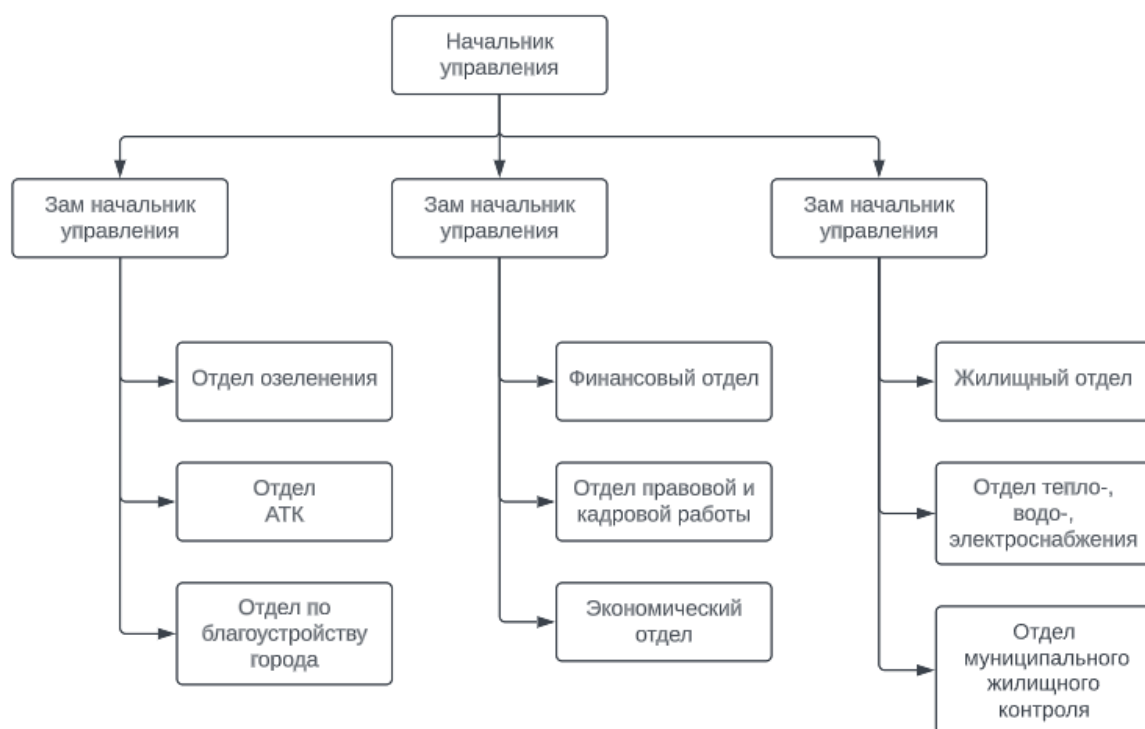 Начальник
управления
Зам начальник
управления
Зам начальник
управления
Зам начальник
управления
Отдел озеленения
Финансовый отдел
Жилищный отдел
Отдел
АТК
Отдел правовой и
кадровой работы
Отдел тепло-,
водо-,
электроснабжения
Отдел по
благоустройству
города
Экономический
отдел
Отдел
муниципального
жилищного
контроля